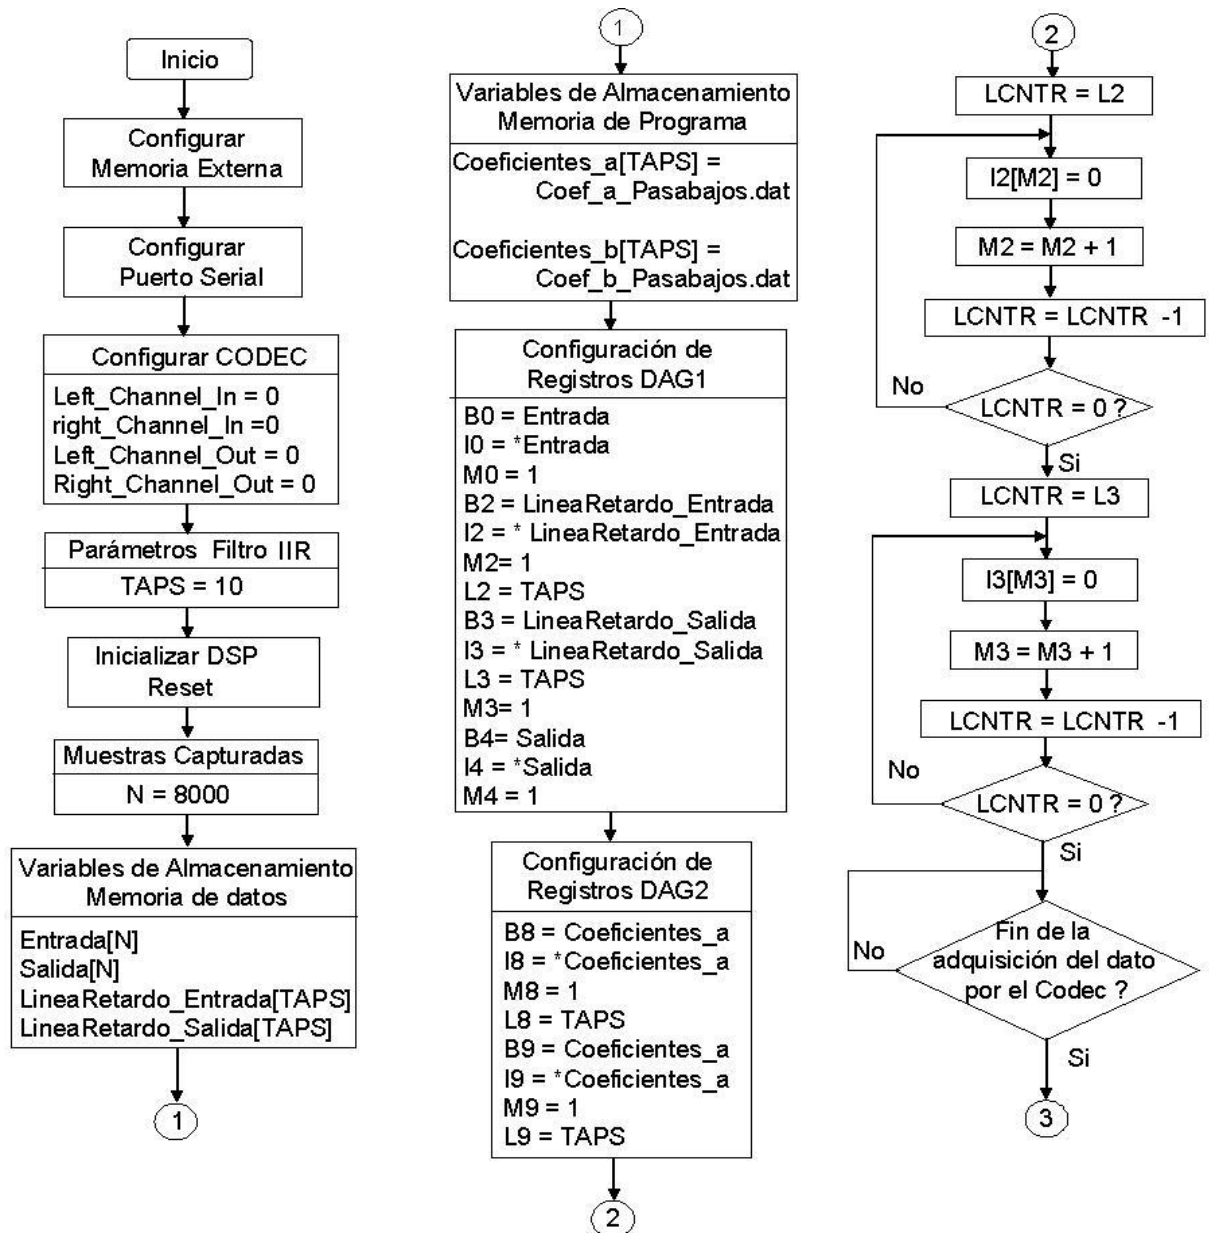 Inicio
Configurar
Memoria Externa
Configurar
Puerto Serial
Configurar CODEC
Left_Channel_In = 0
right_Channel_In =0
Left_Channel_Out = 0
Right_Channel_Out = 0
Parámetros Filtro IIR
TAPS = 10
Inicializar DSP
Reset
Muestras Capturadas
N = 8000
Variables de Almacenamiento
Memoria de datos
Entrada[N]
Salida[N]
LineaRetardo_Entrada[TAPS]
LineaRetardo_Salida[TAPS]
1
1
Variables de Almacenamiento
Memoria de Programa
Coeficientes_a[TAPS] =
Coef_a_Pasabajos.dat
Coeficientes_b[TAPS] =
Coef_b_Pasabajos.dat
Configuración de
Registros DAG1
B0 = Entrada
I0 = *Entrada
M0 = 1
B2 = LineaRetardo_Entrada
I2 = * LineaRetardo_Entrada
M2= 1
L2 = TAPS
B3 = LineaRetardo_Salida
I3 = * LineaRetardo_Salida
L3 = TAPS
M3= 1
B4= Salida
I4 = *Salida
M4 = 1
Configuración de
Registros DAG2
B8 = Coeficientes_a
I8 = *Coeficientes_a
M8 = 1
L8 = TAPS
B9 = Coeficientes_a
I9 = *Coeficientes_a
M9 = 1
L9 = TAPS
2
2
LCNTR = L2
I2[M2] = 0
M2 = M2 + 1
LCNTR = LCNTR -1
No
LCNTR = 0 ?
Si
LCNTR = L3
I3[M3] = 0
M3 = M3 + 1
LCNTR = LCNTR -1
No
LCNTR = 0 ?
Si
No
Fin de la
adquisición del dato
por el Codec ?
Si
3